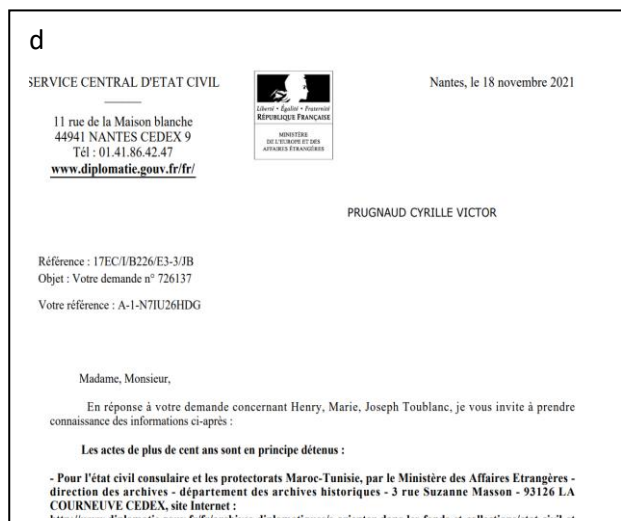 d
SERVICE CENTRAL D'ETAT CIVIL
Nantes, le 18 novembre 2021
11 rue de la Maison blanche
44941 NANTES CEDEX 9
Tél : 01.41.86.42.47
www.diplomatie.gouv.fr/fr/
Liberté • Égalité • Fraternité
RÉPUBLIQUE FRANÇAISE
MINISTÈRE
DE L'EUROPE ET DES
AFFAIRES ÉTRANGÈRES
PRUGNAUD CYRILLE VICTOR
Référence : 17EC/I/B226/E3-3/JB
Objet : Votre demande n° 726137
Votre référence : A-1-N7IU26HDG
Madame, Monsieur,
En réponse à votre demande concernant Henry, Marie, Joseph Toublanc, je vous invite à prendre
connaissance des informations ci-après :
Les actes de plus de cent ans sont en principe détenus :
- Pour l'état civil consulaire et les protectorats Maroc-Tunisie, par le Ministère des Affaires Etrangères -
direction des archives - département des archives historiques - 3 rue Suzanne Masson - 93126 LA
COURNEUVE CEDEX, site Internet :